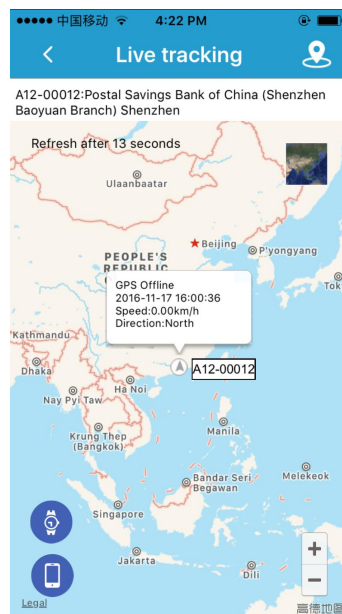 中国移动
4:22 PM
Live tracking
A12-00012:Postal Savings Bank of China (Shenzhen
Baoyuan Branch) Shenzhen
Refresh after 13 seconds
Ulaanbaatar
Beijing
P'yongyang
PEOPLE'S
REPUBLIC
Tok
GPS Offline
2016-11-17 16:00:36
Speed:0.00km/h
Direction:North
Kathmandu
Dhaka
A12-00012
Ha Noi
Nay Pyi Taw
Krung Thep
(Bangkok)
Manila
Bandar Seri
Begawan
Melekeok
Singapore
Jakarta
Dili
+
−
Legal
高德地图